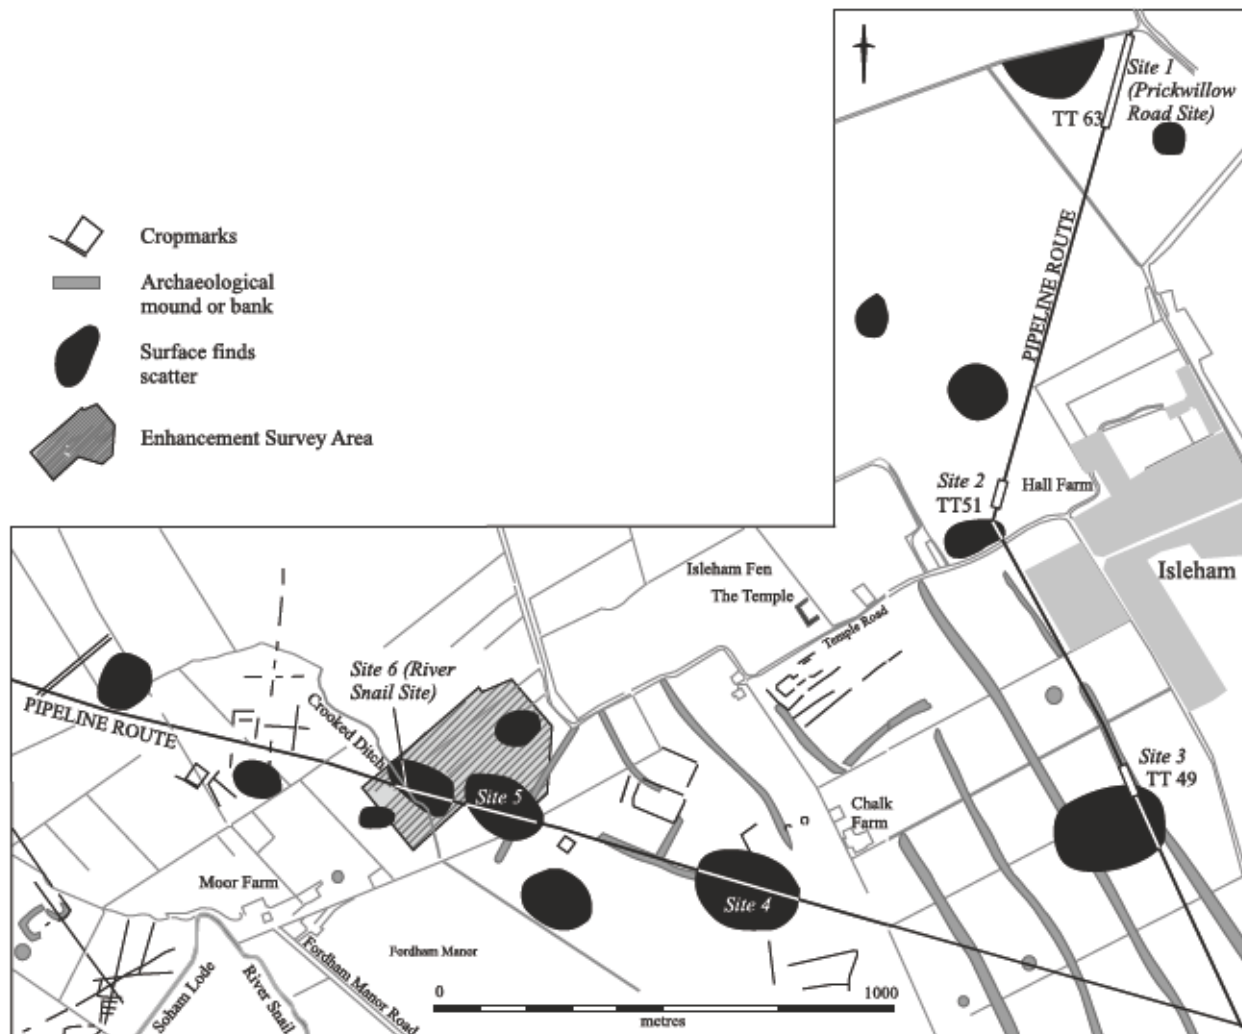 Site 1
(Prickwillow
Road Site)
TT 63
PIPELINE ROUTE
Cropmarks
Archaeological
mound or bank
Surface finds
scatter
Enhancement Survey Area
Site 2
TT51
Hall Farm
Isleham
Isleham Fen
The Temple
Temple Road
Site 6 (River
Snail Site)
Crooked Ditch
PIPELINE ROUTE
Site 5
Site 3
TT 49
Chalk
Farm
Site 4
Moor Farm
Fordham Manor
Fordham Manor Road
Soham Lode
River Snail
0
1000
metres